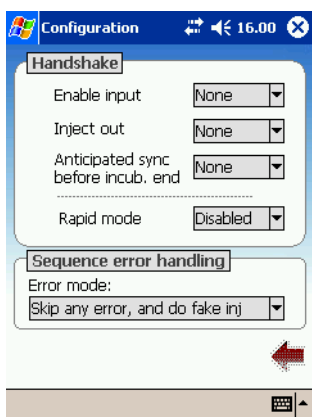 Configuration 16.00
Handshake
Enable input None
Inject out None
Anticipated sync
before incub. end None
Rapid mode Disabled
Sequence error handling
Error mode:
Skip any error, and do fake inj